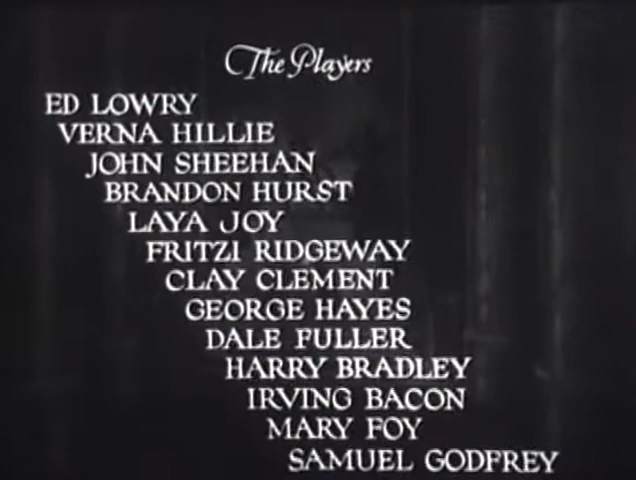 The Players
ED LOWRY
VERNA HILLIE
JOHN SHEEHAN
BRANDON HURST
LAYA JOY
FRITZI RIDGEWAY
CLAY CLEMENT
GEORGE HAYES
DALE FULLER
HARRY BRADLEY
IRVING BACON
MARY FOY
SAMUEL GODFREY